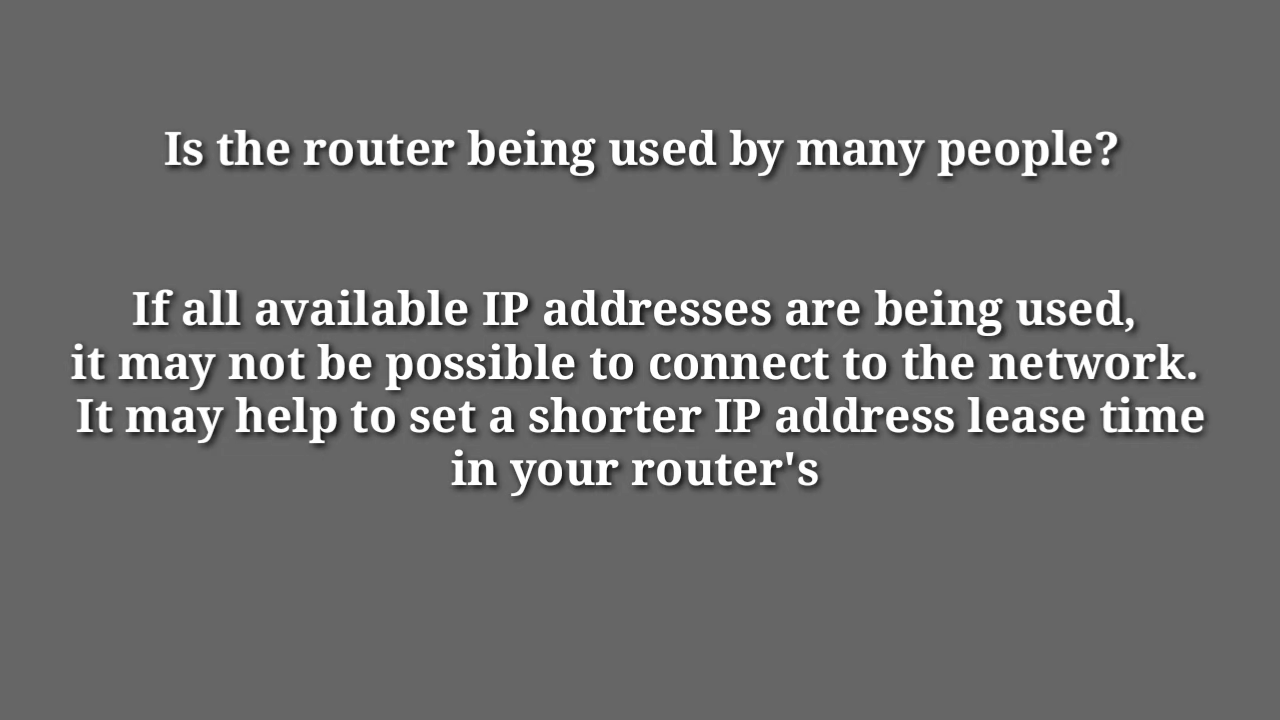 Is the router being used by many people?
If all available IP addresses are being used,
it may not be possible to connect to the network.
It may help to set a shorter IP address lease time
in your router's